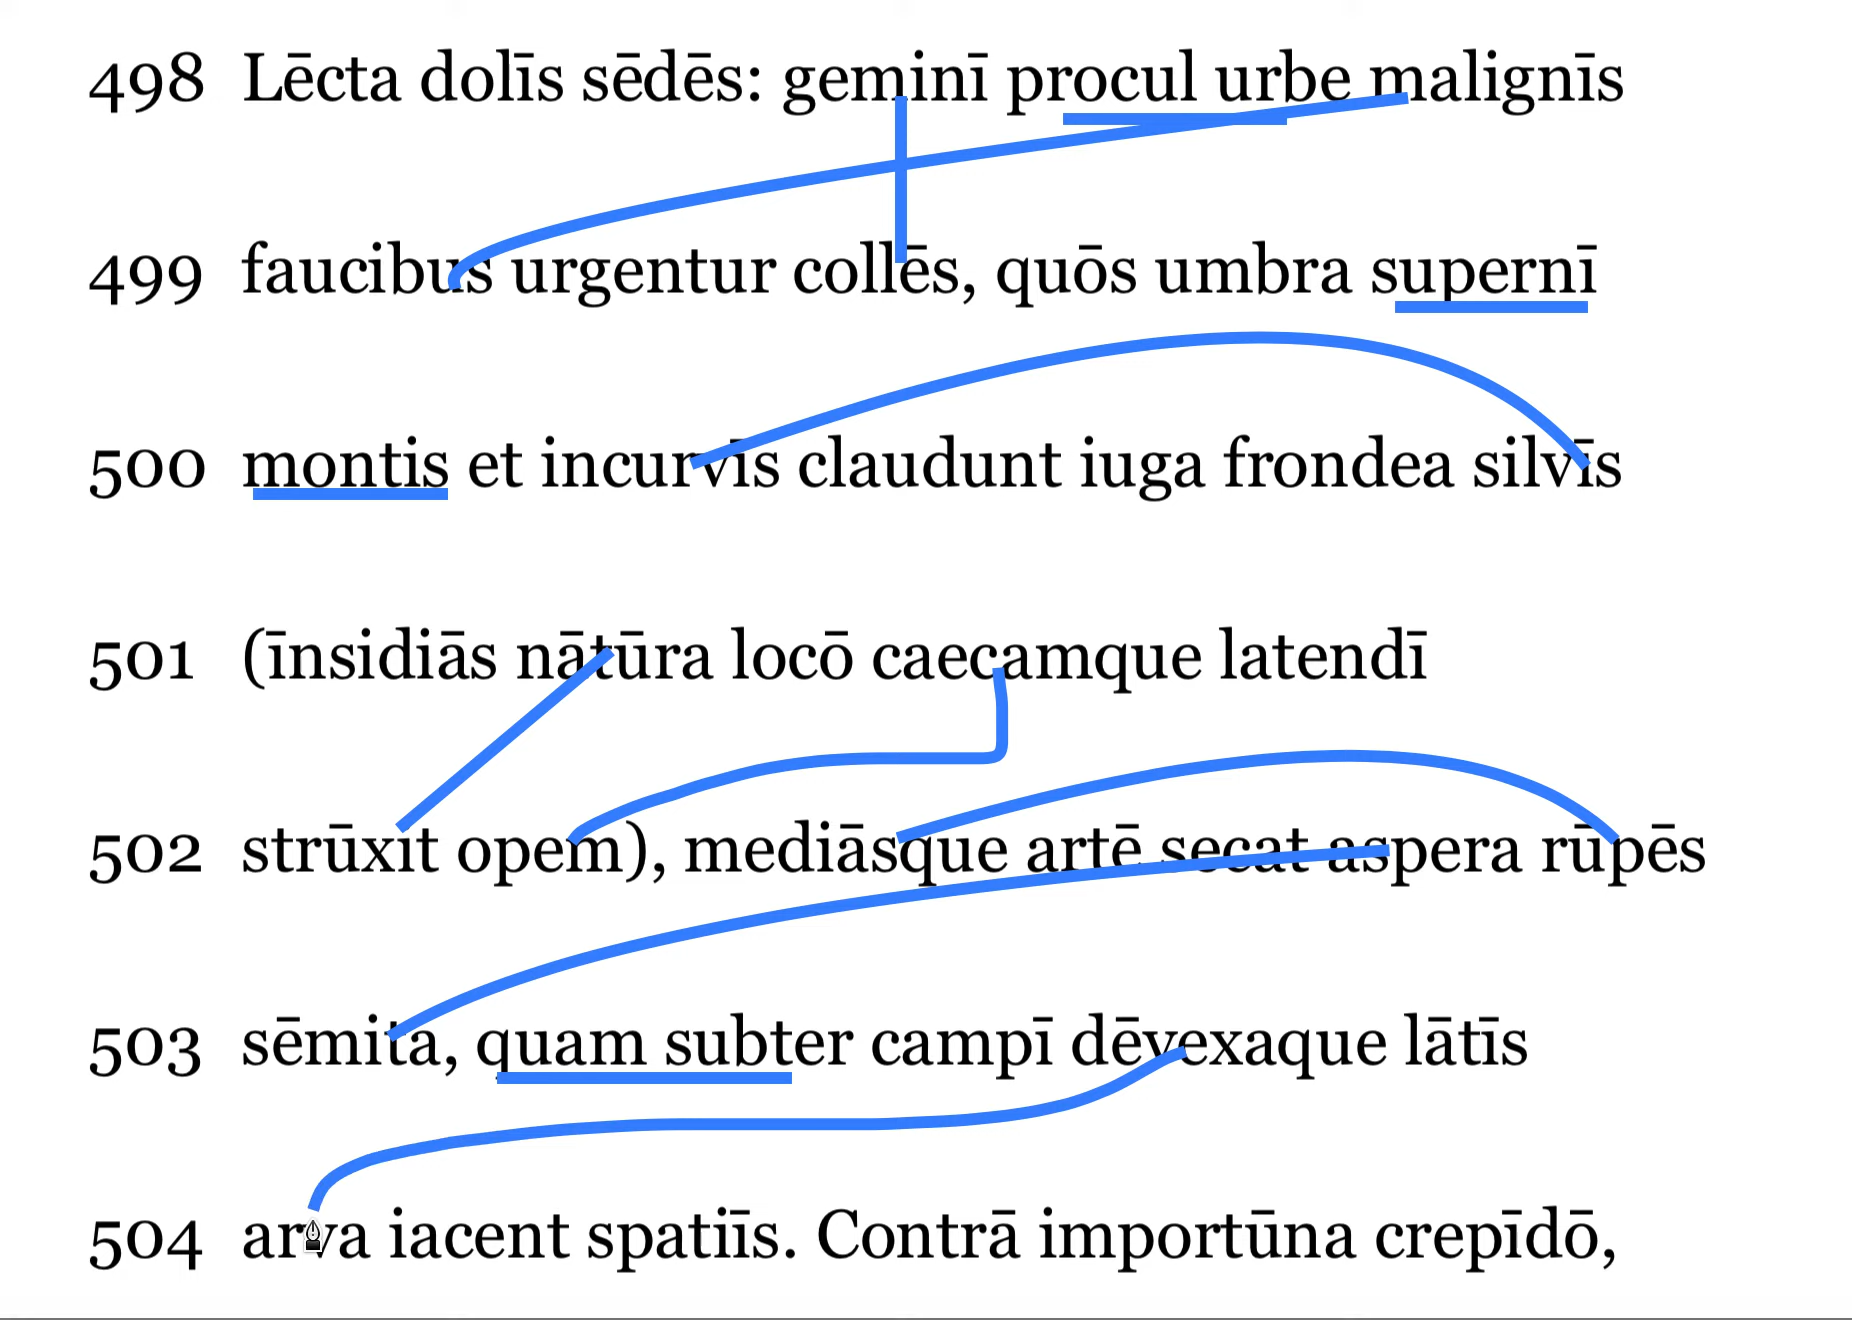 498 Lēcta dolīs sēdēs: geminī procul urbe malignīs
499 faucibus urgentur collēs, quōs umbra supernī
500 montis et incurvīs claudunt iuga frondea silvīs
501 (īnsidiās nātūra locō caecamque latendī
502 strūxit opem), mediāsque artē secat aspera rūpēs
503 sēmita, quam subter campī dēvexaque lātīs
504 arva iacent spatiīs. Contrā importūna crepīdō,